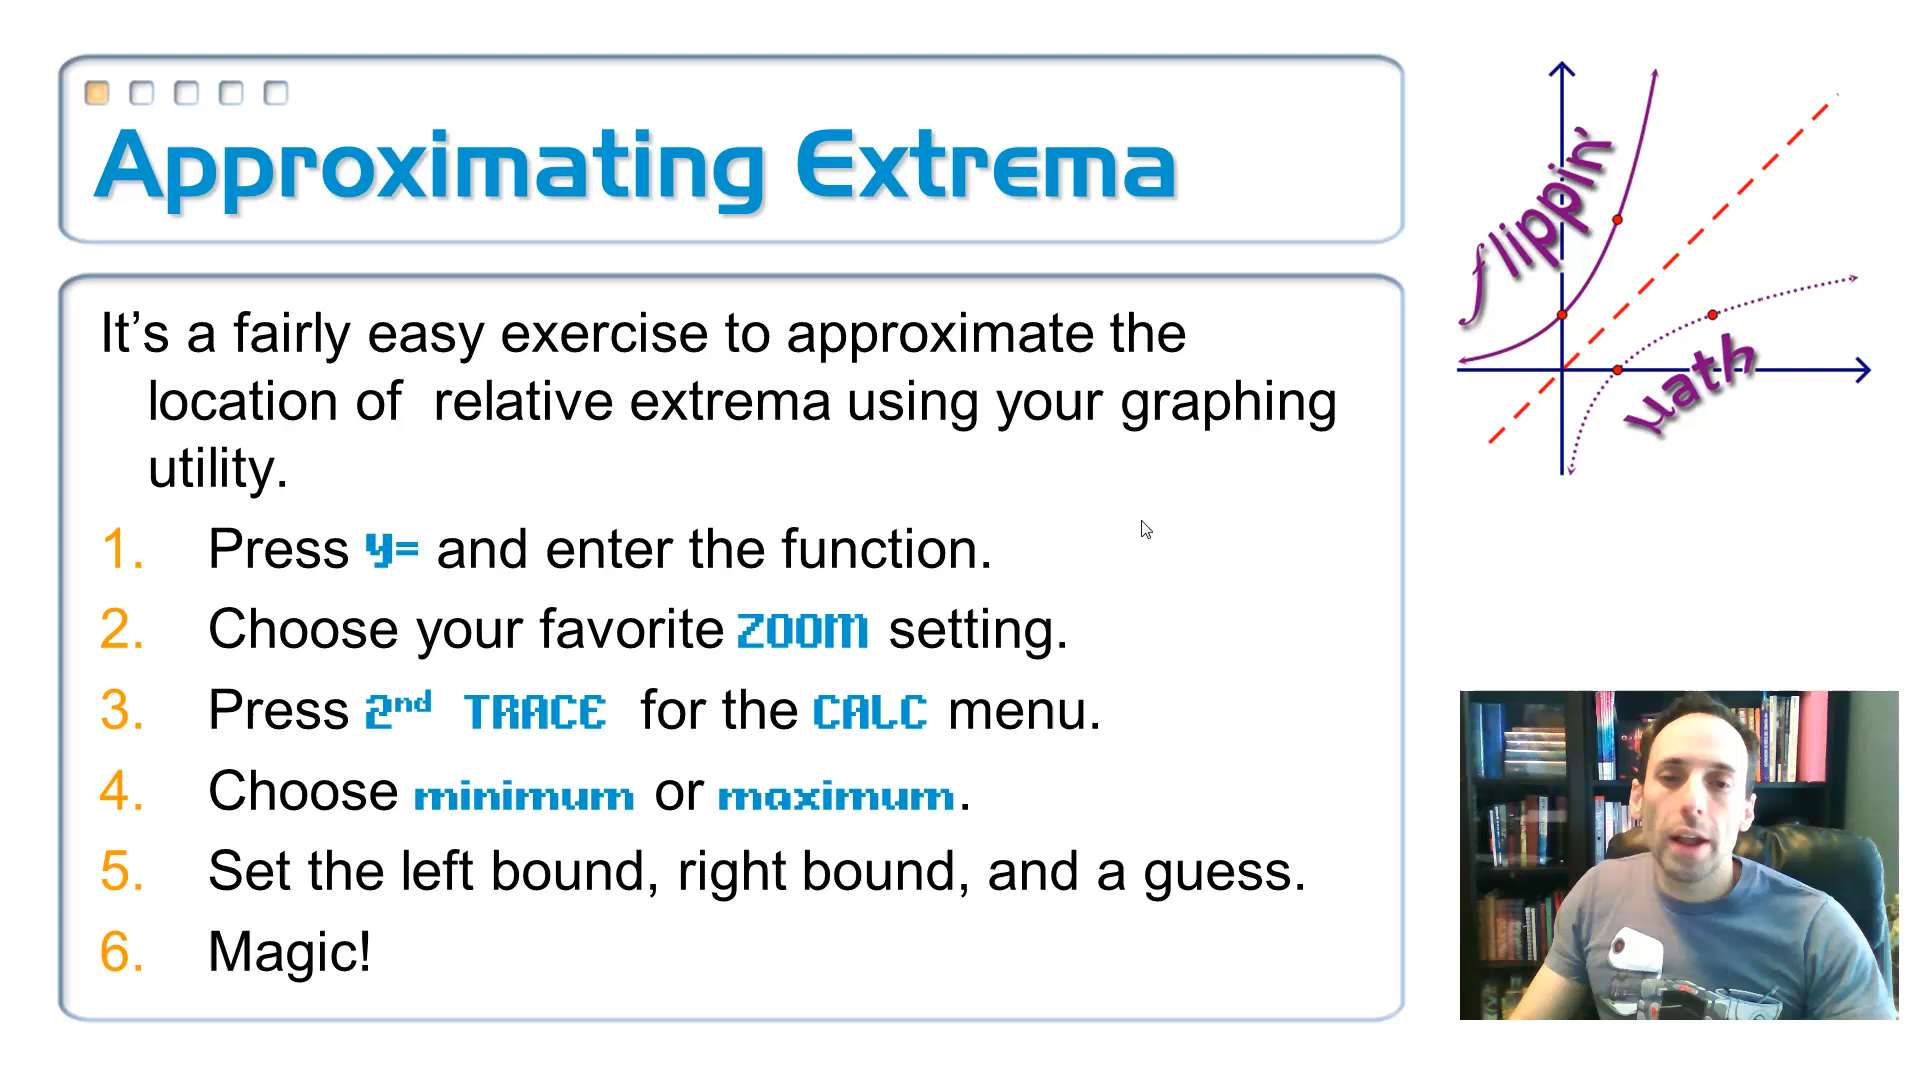 Approximating Extrema
It’s a fairly easy exercise to approximate the
location of relative extrema using your graphing
utility.
1. Press Y= and enter the function.
2. Choose your favorite ZOOM setting.
3. Press 2nd TRACE for the CALC menu.
4. Choose minimum or maximum.
5. Set the left bound, right bound, and a guess.
6. Magic!
flippin'
math